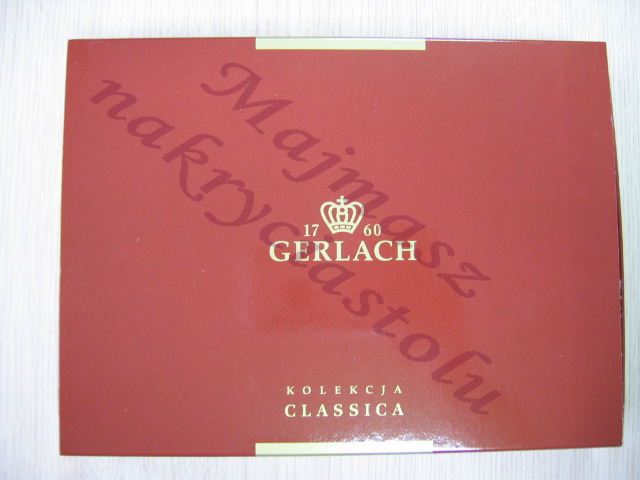 Majmasz
nakryciastolu
17 60
GERLACH
KOLEKCJA
CLASSICA